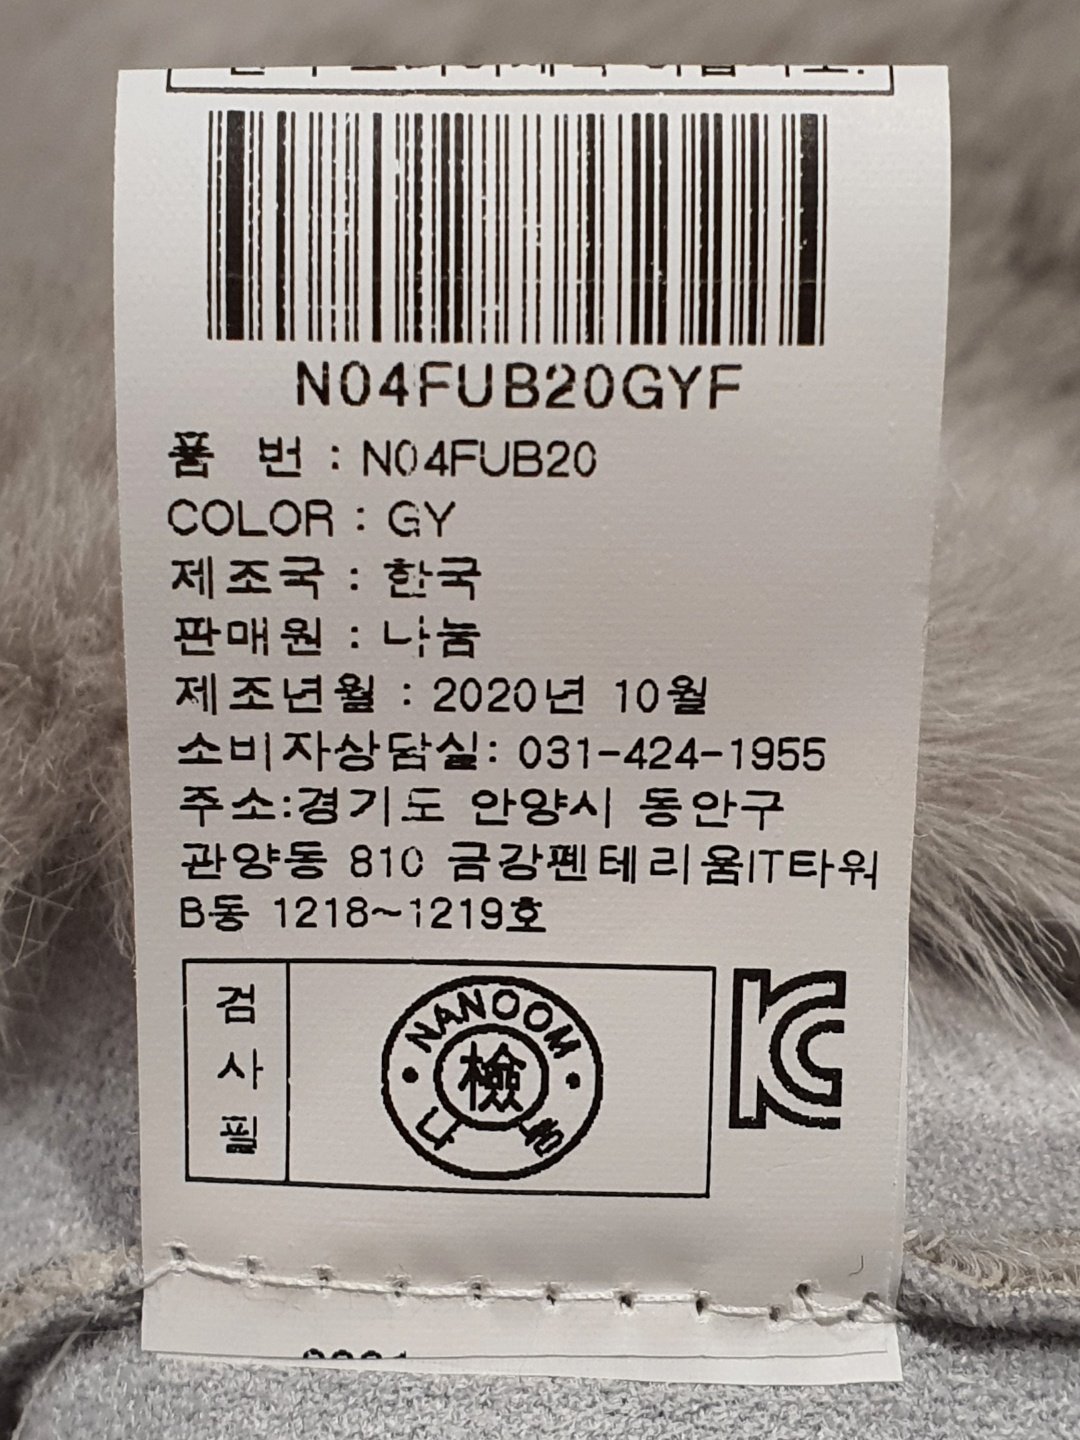 N04FUB20GYF
품 번 : N04FUB20
COLOR : GY
제조국 : 한국
판매원 : 나눔
제조년월 : 2020년 10월
소비자상담실: 031-424-1955
주소:경기도 안양시 동안구
관양동 810 금강펜테리움IT타워
B동 1218~1219호
검사필
NANOOM
檢
나눔
KC